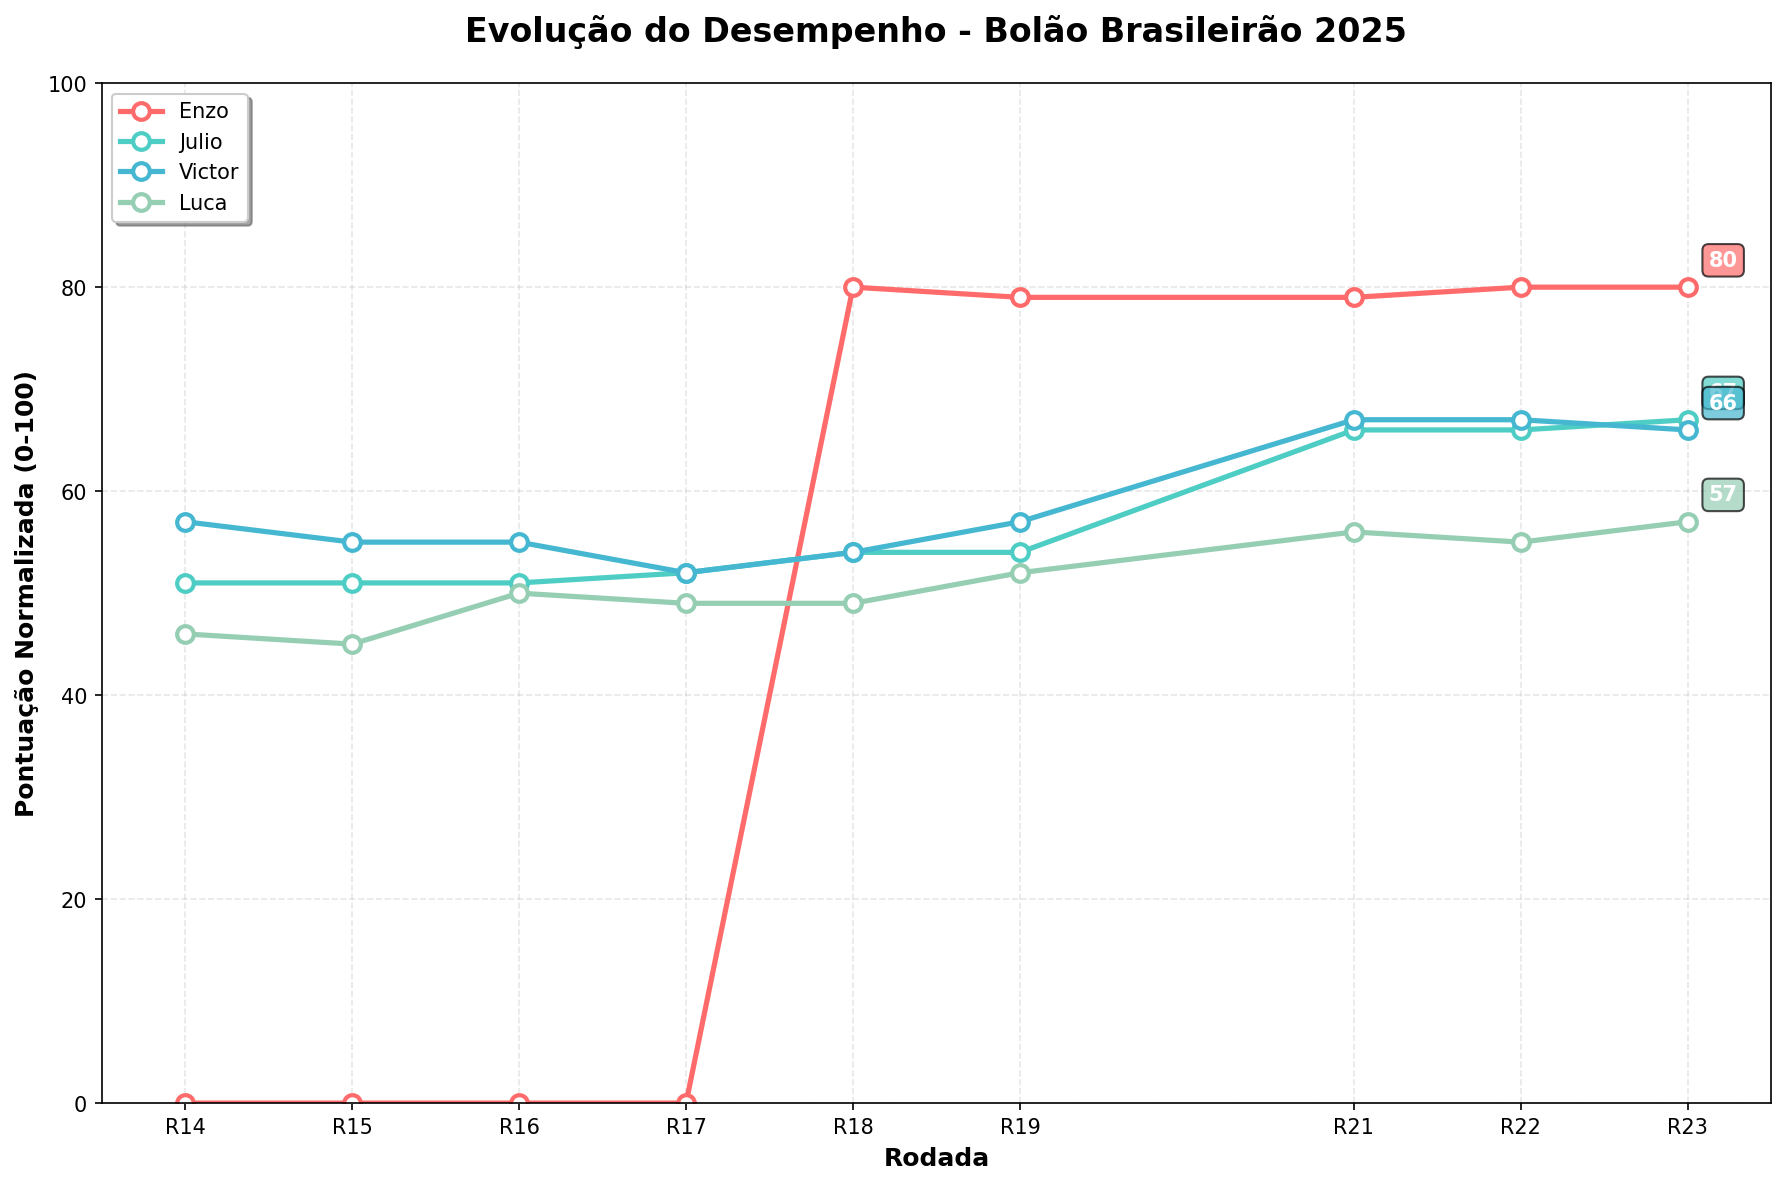 Evolução do Desempenho - Bolão Brasileirão 2025
Enzo
Julio
Victor
Luca
Pontuação Normalizada (0-100)
100
80
60
40
20
0
80
66
57
R14 R15 R16 R17 R18 R19 R21 R22 R23
Rodada